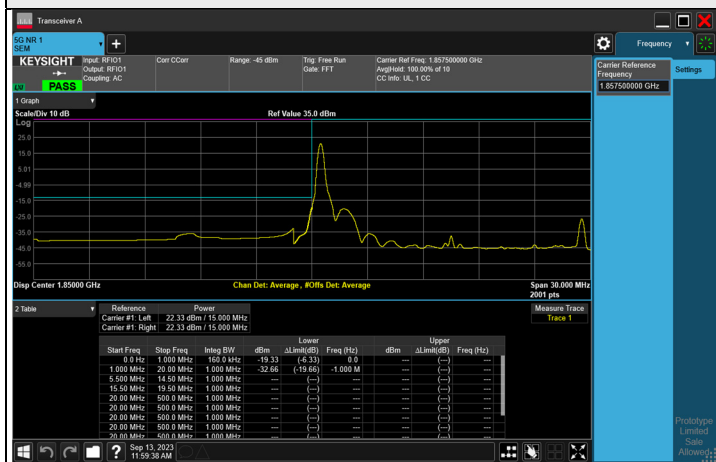 Transceiver A
5G NR 1
SEM
Frequency
KEYSIGHT
Input: RFIO1
Output: RFIO1
Coupling: AC
Corr CCorr
Range: -45 dBm
Trig: Free Run
Gate: FFT
Carrier Ref Freq: 1.857500000 GHz
Avg|Hold: 100.00% of 10
CC Info: UL, 1 CC
LXI
PASS
Carrier Reference
Frequency
1.857500000 GHz
Settings
1 Graph
Scale/Div 10 dB
Ref Value 35.0 dBm
Log
25.0
15.0
5.01
-4.99
-15.0
-25.0
-35.0
-45.0
-55.0
Disp Center 1.85000 GHz
Chan Det: Average, #Offs Det: Average
Span 30.000 MHz
2001 pts
2 Table
Reference Power
Carrier #1: Left 22.33 dBm / 15.000 MHz
Carrier #1: Right 22.33 dBm / 15.000 MHz
Measure Trace
Trace 1
Lower Upper
Start Freq Stop Freq Integ BW dBm ΔLimit(dB) Freq (Hz) dBm ΔLimit(dB) Freq (Hz)
0.0 Hz 1.000 MHz 160.0 kHz -19.33 (-6.33) 0.0 --- (---) ---
1.000 MHz 20.00 MHz 1.000 MHz -32.66 (-19.66) -1.000 M --- (---) ---
5.500 MHz 14.50 MHz 1.000 MHz --- (---) --- --- (---) ---
15.50 MHz 19.50 MHz 1.000 MHz --- (---) --- --- (---) ---
20.00 MHz 500.0 MHz 1.000 MHz --- (---) --- --- (---) ---
20.00 MHz 500.0 MHz 1.000 MHz --- (---) --- --- (---) ---
20.00 MHz 500.0 MHz 1.000 MHz --- (---) --- --- (---) ---
20.00 MHz 500.0 MHz 1.000 MHz --- (---) --- --- (---) ---
20.00 MHz 500.0 MHz 1.000 MHz --- (---) --- --- (---) ---
Prototype
Limited
Sale
Allowed
Sep 13, 2023
11:59:38 AM